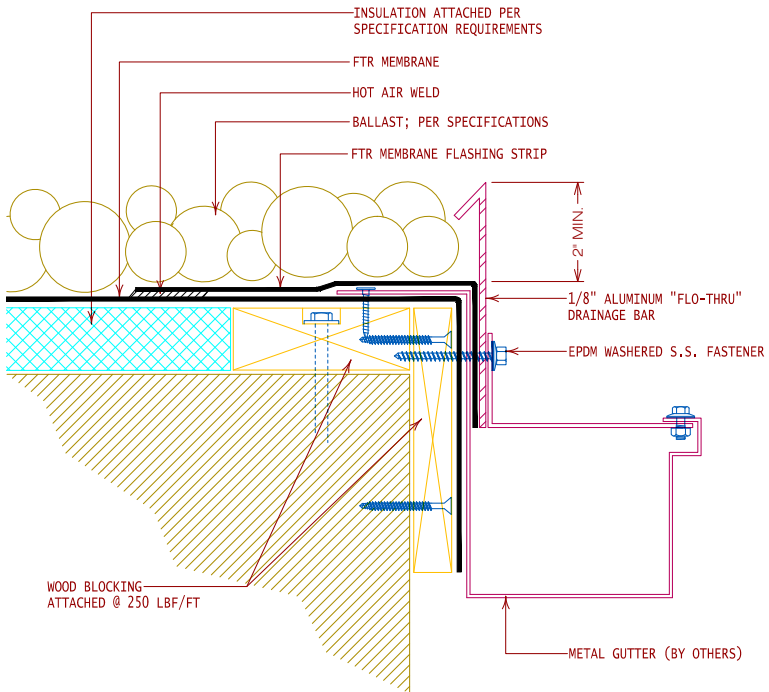 INSULATION ATTACHED PER
SPECIFICATION REQUIREMENTS
FTR MEMBRANE
HOT AIR WELD
BALLAST; PER SPECIFICATIONS
FTR MEMBRANE FLASHING STRIP
2" MIN.
1/8" ALUMINUM "FLO-THRU"
DRAINAGE BAR
EPDM WASHERED S.S. FASTENER
WOOD BLOCKING
ATTACHED @ 250 LBF/FT
METAL GUTTER (BY OTHERS)